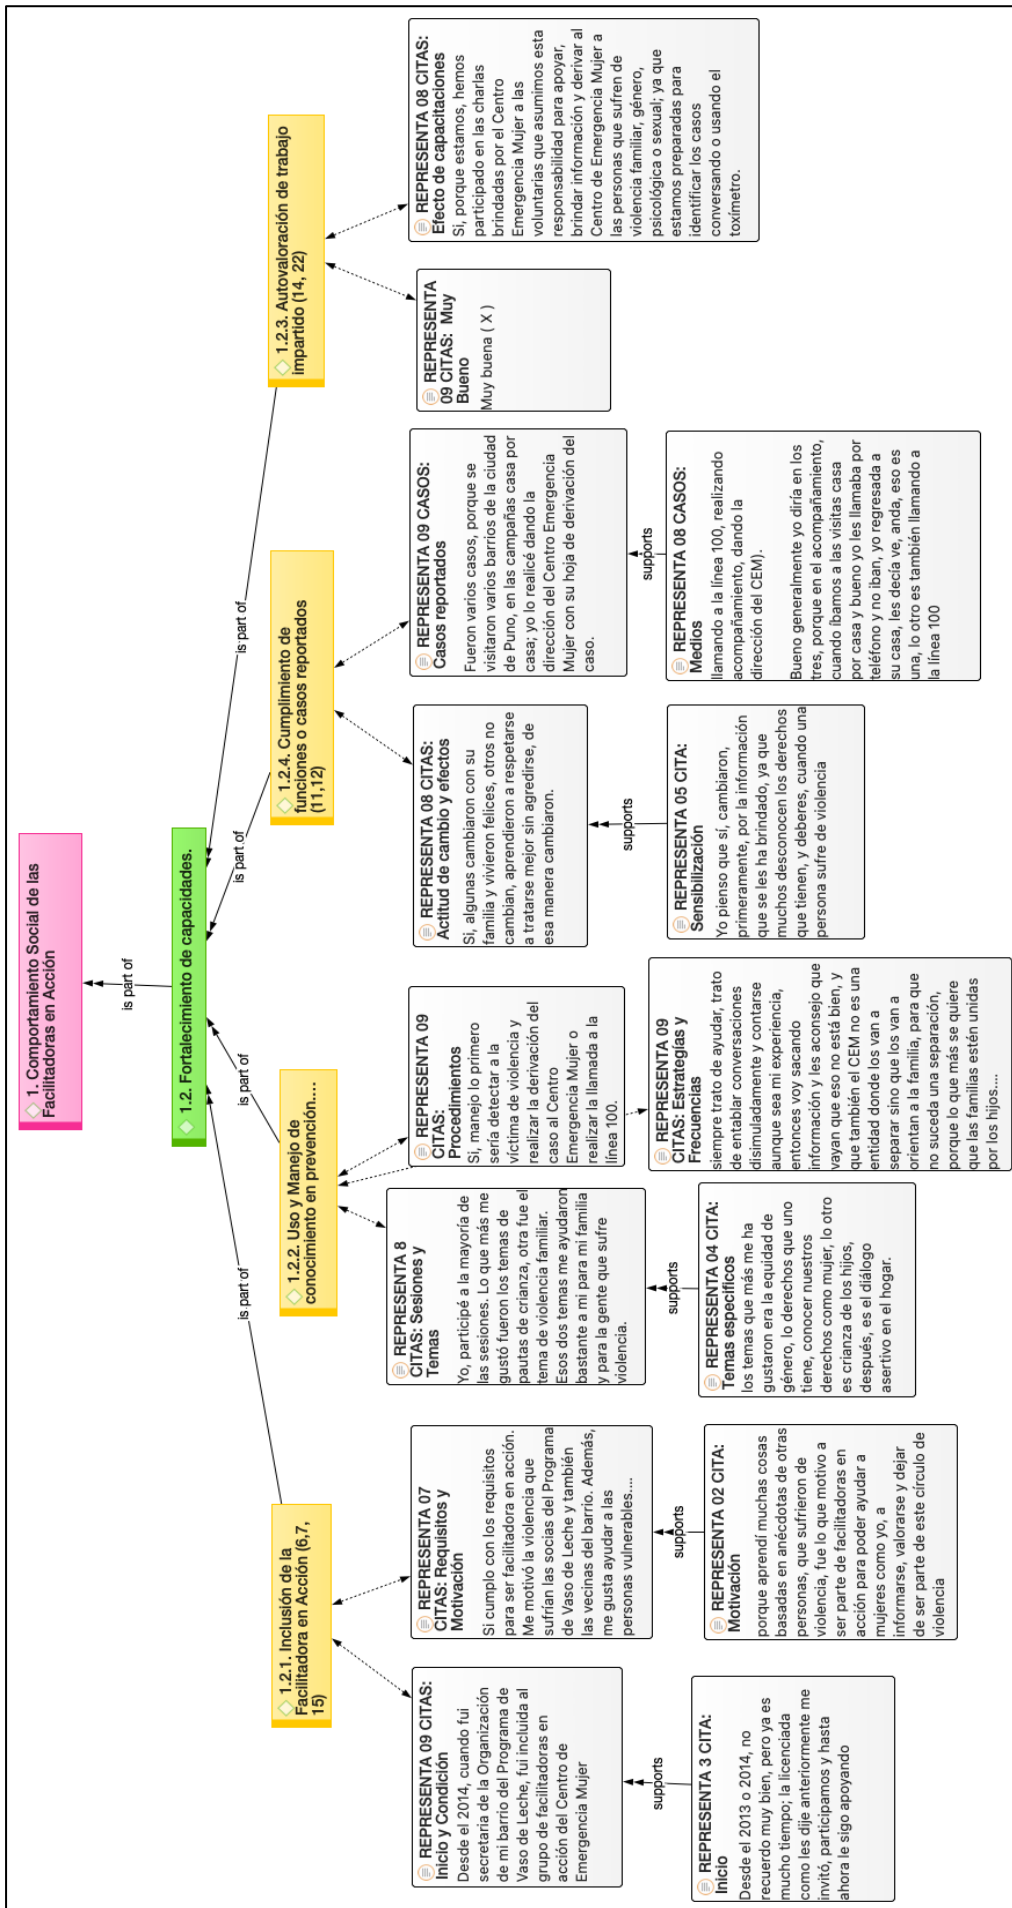 1. Comportamiento Social de las
Facilitadoras en Acción
is part of
1.2. Fortalecimiento de capacidades.
is part of
is part of
is part of
is part of
1.2.1. Inclusión de la
Facilitadora en Acción (6,7,
15)
1.2.2. Uso y Manejo de
conocimiento en prevención....
1.2.4. Cumplimiento de
funciones o casos reportados
(11,12)
1.2.3. Autovaloración de trabajo
impartido (14, 22)
REPRESENTA 09 CITAS:
Inicio y Condición
Desde el 2014, cuando fui
secretaria de la Organización
de mi barrio del Programa de
Vaso de Leche, fui incluida al
grupo de facilitadoras en
acción del Centro de
Emergencia Mujer
REPRESENTA 07
CITAS: Requisitos y
Motivación
Si cumplo con los requisitos
para ser facilitadora en acción.
Me motivó la violencia que
sufrían las socias del Programa
de Vaso de Leche y también
las vecinas del barrio. Además,
me gusta ayudar a las
personas vulnerables....
REPRESENTA 8
CITAS: Sesiones y
Temas
Yo, participé a la mayoría de
las sesiones. Lo que más me
gustó fueron los temas de
pautas de crianza, otra fue el
tema de violencia familiar.
Esos dos temas me ayudaron
bastante a mi para mi familia
y para la gente que sufre
violencia.
REPRESENTA 09
CITAS:
Procedimientos
Si, manejo lo primero
sería detectar a la
víctima de violencia y
realizar la derivación del
caso al Centro
Emergencia Mujer o
realizar la llamada a la
línea 100.
REPRESENTA 08 CITAS:
Actitud de cambio y efectos
Si, algunas cambiaron con su
familia y vivieron felices, otros no
cambian, aprendieron a respetarse
a tratarse mejor sin agredirse, de
esa manera cambiaron.
REPRESENTA 09 CASOS:
Casos reportados
Fueron varios casos, porque se
visitaron varios barrios de la ciudad
de Puno, en las campañas casa por
casa; yo lo realicé dando la
dirección del Centro Emergencia
Mujer con su hoja de derivación del
caso.
REPRESENTA
09 CITAS: Muy
Bueno
Muy buena ( X )
REPRESENTA 08 CITAS:
Efecto de capacitaciones
Si, porque estamos, hemos
participado en las charlas
brindadas por el Centro
Emergencia Mujer a las
voluntarias que asumimos esta
responsabilidad para apoyar,
brindar información y derivar al
Centro de Emergencia Mujer a
las personas que sufren de
violencia familiar, género,
psicológica o sexual; ya que
estamos preparadas para
identificar los casos
conversando o usando el
toxímetro.
supports
supports
supports
supports
supports
REPRESENTA 3 CITA:
Inicio
Desde el 2013 o 2014, no
recuerdo muy bien, pero ya es
mucho tiempo; la licenciada
como les dije anteriormente me
invitó, participamos y hasta
ahora le sigo apoyando
REPRESENTA 02 CITA:
Motivación
porque aprendí muchas cosas
basadas en anécdotas de otras
personas, que sufrieron de
violencia, fue lo que motivo a
ser parte de facilitadoras en
acción para poder ayudar a
mujeres como yo, a
informarse, valorarse y dejar
de ser parte de este círculo de
violencia
REPRESENTA 04 CITA:
Temas específicos
los temas que más me ha
gustaron era la equidad de
género, lo derechos que uno
tiene, conocer nuestros
derechos como mujer, lo otro
es crianza de los hijos,
después, es el diálogo
asertivo en el hogar.
REPRESENTA 09
CITAS: Estrategias y
Frecuencias
siempre trato de ayudar, trato
de entablar conversaciones
disimuladamente y contarse
aunque sea mi experiencia,
entonces voy sacando
información y les aconsejo que
vayan que eso no está bien, y
que también el CEM no es una
entidad donde los van a
separar sino que los van a
orientan a la familia, para que
no suceda una separación,
porque lo que más se quiere
que las familias estén unidas
por los hijos....
REPRESENTA 05 CITA:
Sensibilización
Yo pienso que sí, cambiaron,
primeramente, por la información
que se les ha brindado, ya que
muchos desconocen los derechos
que tienen, y deberes, cuando una
persona sufre de violencia
REPRESENTA 08 CASOS:
Medios
llamando a la línea 100, realizando
acompañamiento, dando la
dirección del CEM).
Bueno generalmente yo diría en los
tres, porque en el acompañamiento,
cuando íbamos a las visitas casa
por casa y bueno yo les llamaba por
teléfono y no iban, yo regresada a
su casa, les decía ve, anda, eso es
una, lo otro es también llamando a
la línea 100